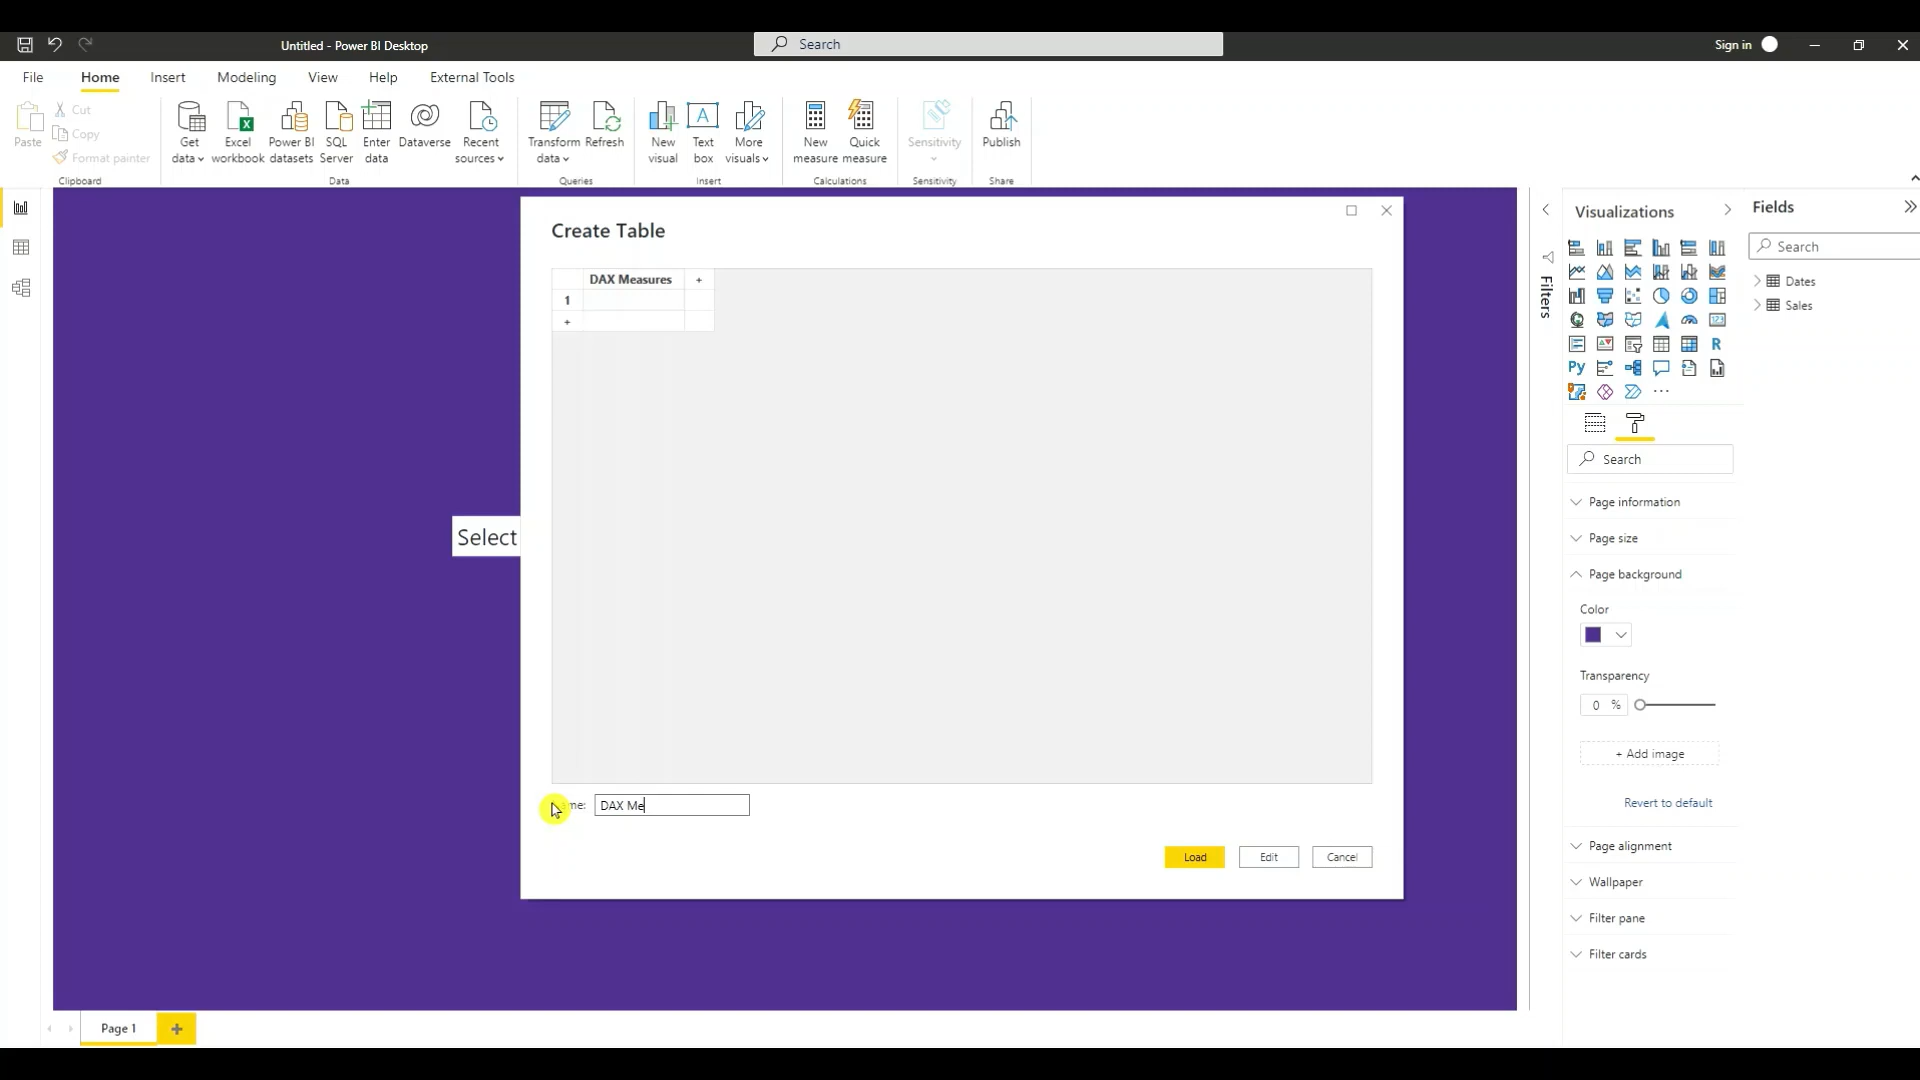 Untitled - Power BI Desktop
Search
Sign in
File Home Insert Modeling View Help External Tools
Paste
Cut
Copy
Format painter
Get data
Excel workbook
Power BI datasets
SQL Server
Enter data
Dataverse
Recent sources
Transform data
Refresh
New visual
Text box
More visuals
New measure
Quick measure
Sensitivity
Publish
Clipboard Data Queries Insert Calculations Sensitivity Share
Create Table
DAX Measures +
1
+
Select
DAX Me
Load Edit Cancel
Filters
Visualizations
R
Py
123
...
Search
Page information
Page size
Page background
Color
Transparency
0 %
+ Add image
Revert to default
Page alignment
Wallpaper
Filter pane
Filter cards
Fields
Search
Dates
Sales
Page 1 +